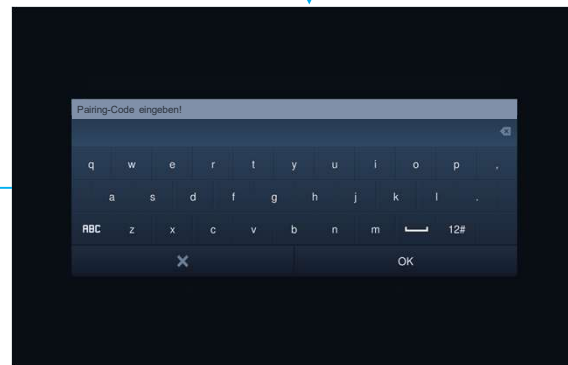 Pairing-Code eingeben!
q w e r t y u i o p ,
a s d f g h j k l .
ABC z x c v b n m 12#
OK